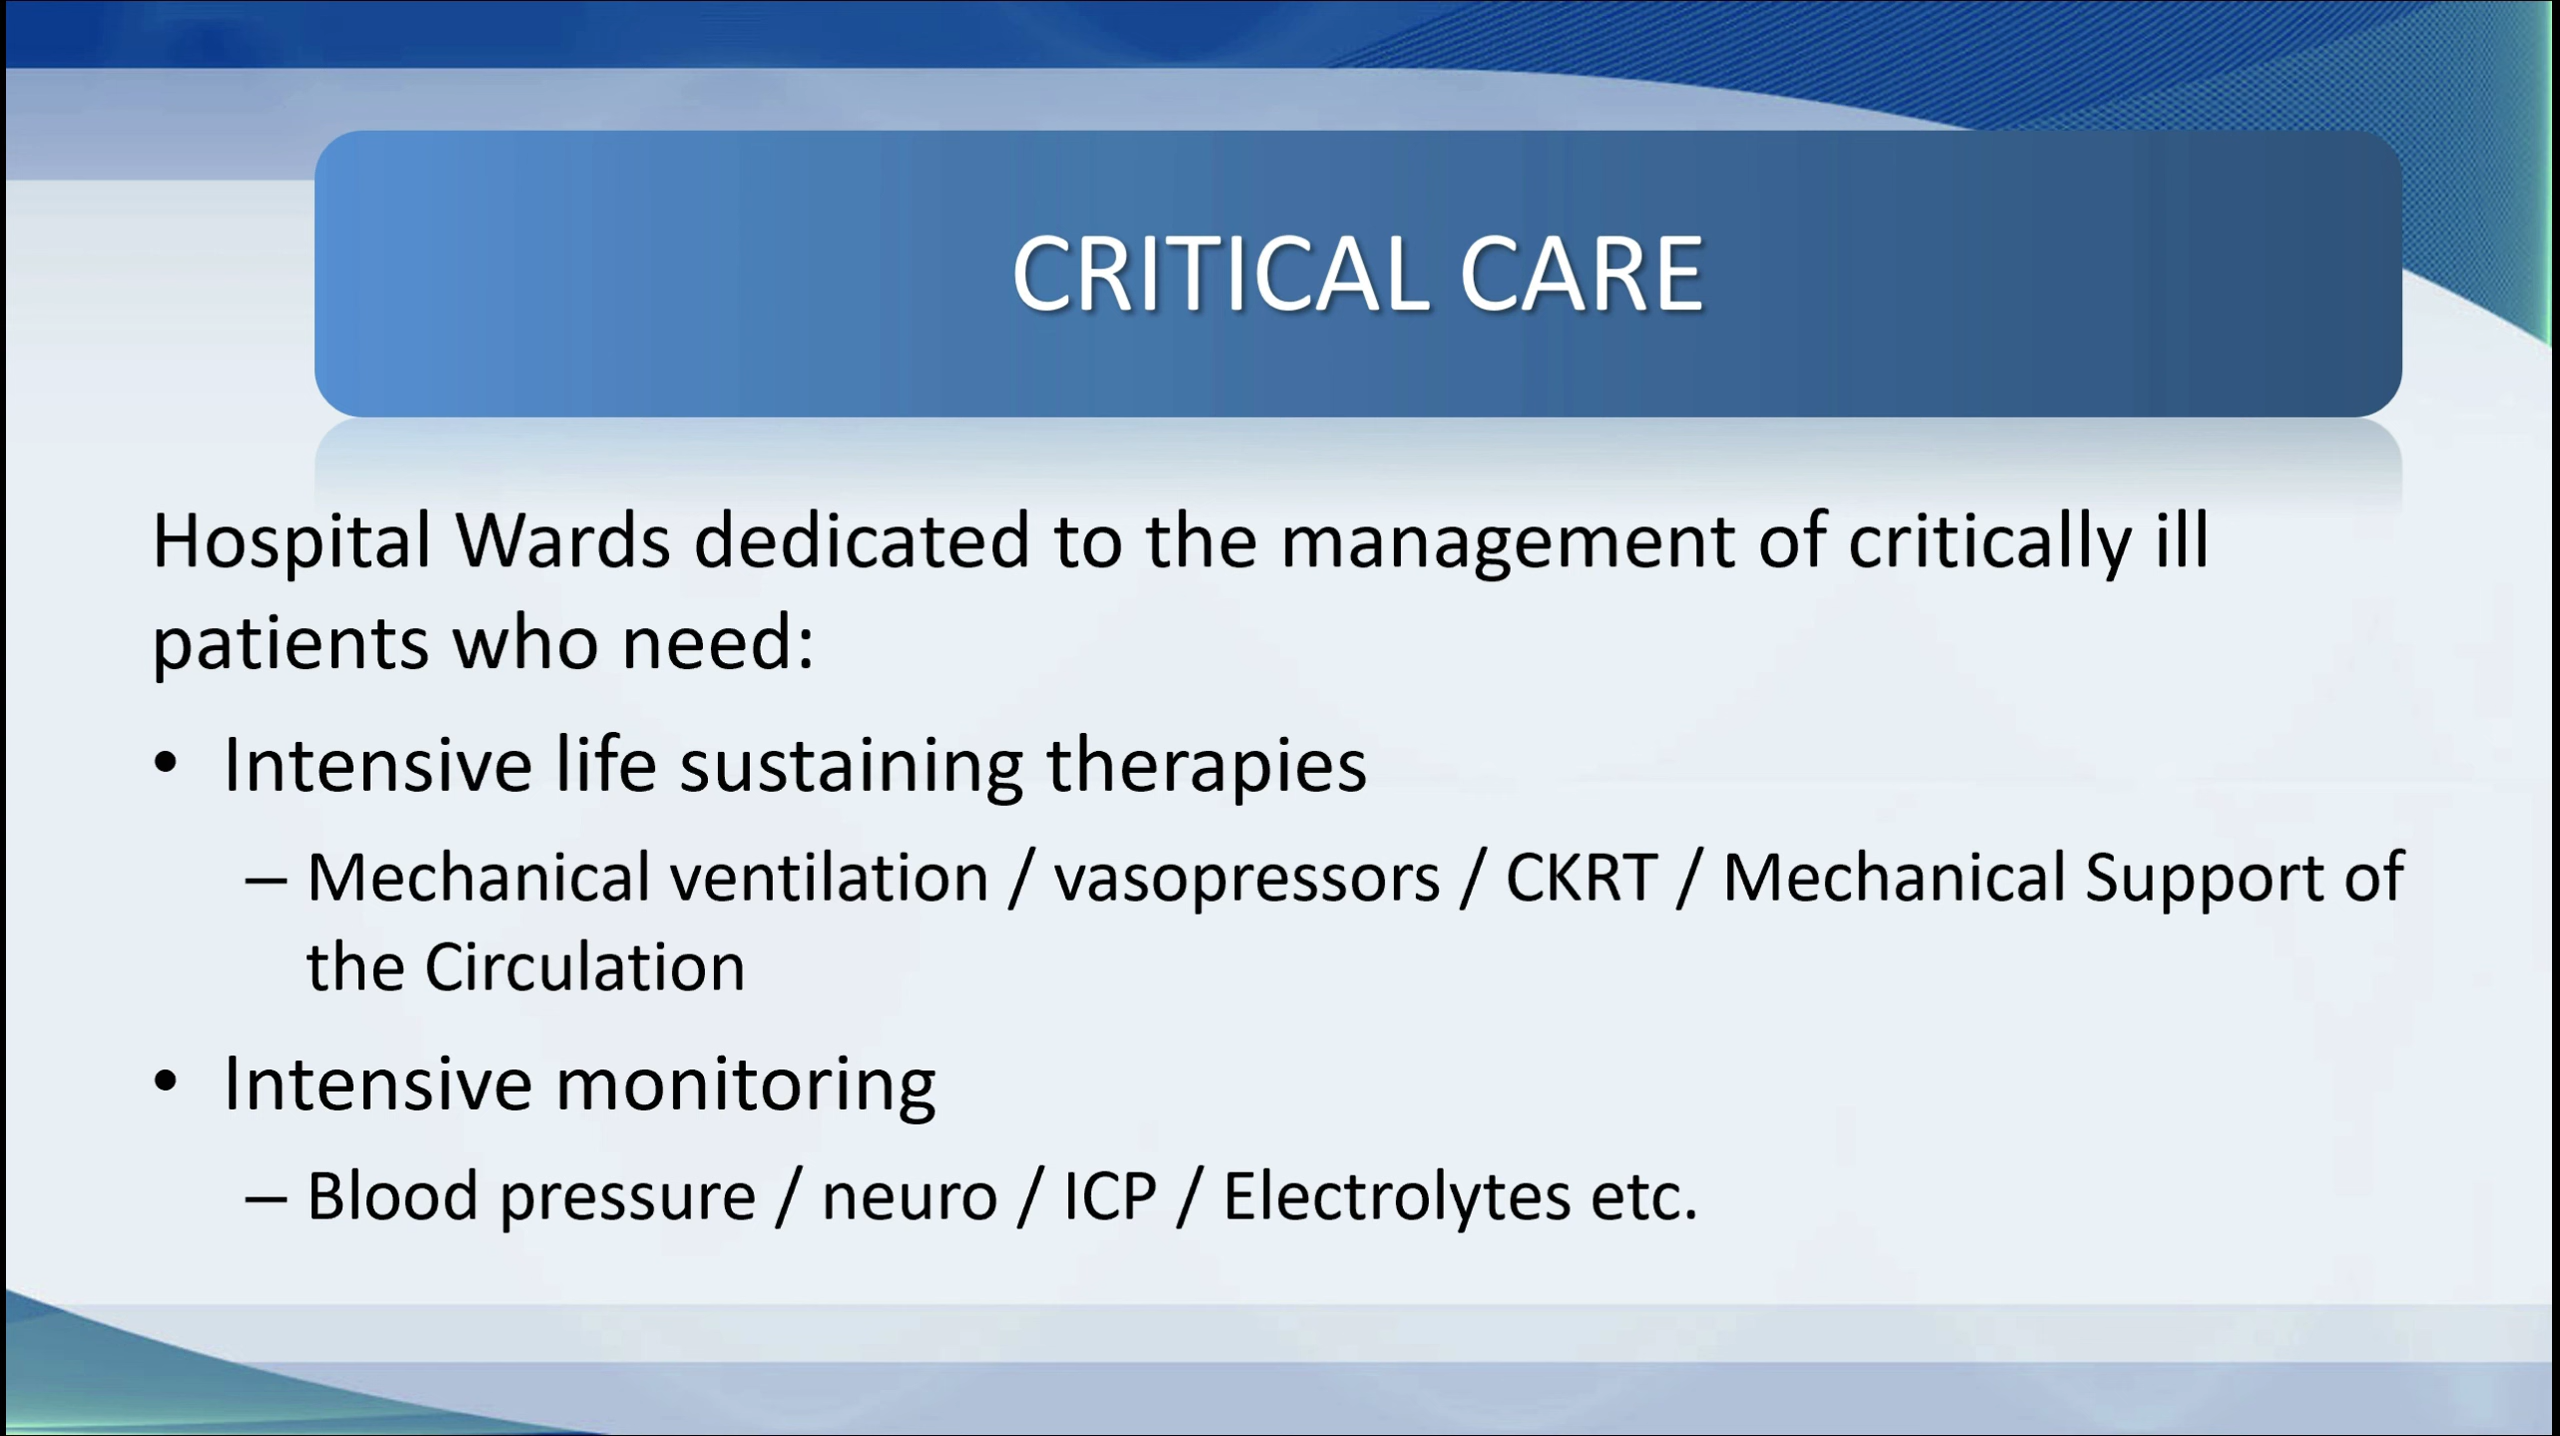 CRITICAL CARE
Hospital Wards dedicated to the management of critically ill
patients who need:
• Intensive life sustaining therapies
– Mechanical ventilation / vasopressors / CKRT / Mechanical Support of
the Circulation
• Intensive monitoring
– Blood pressure / neuro / ICP / Electrolytes etc.